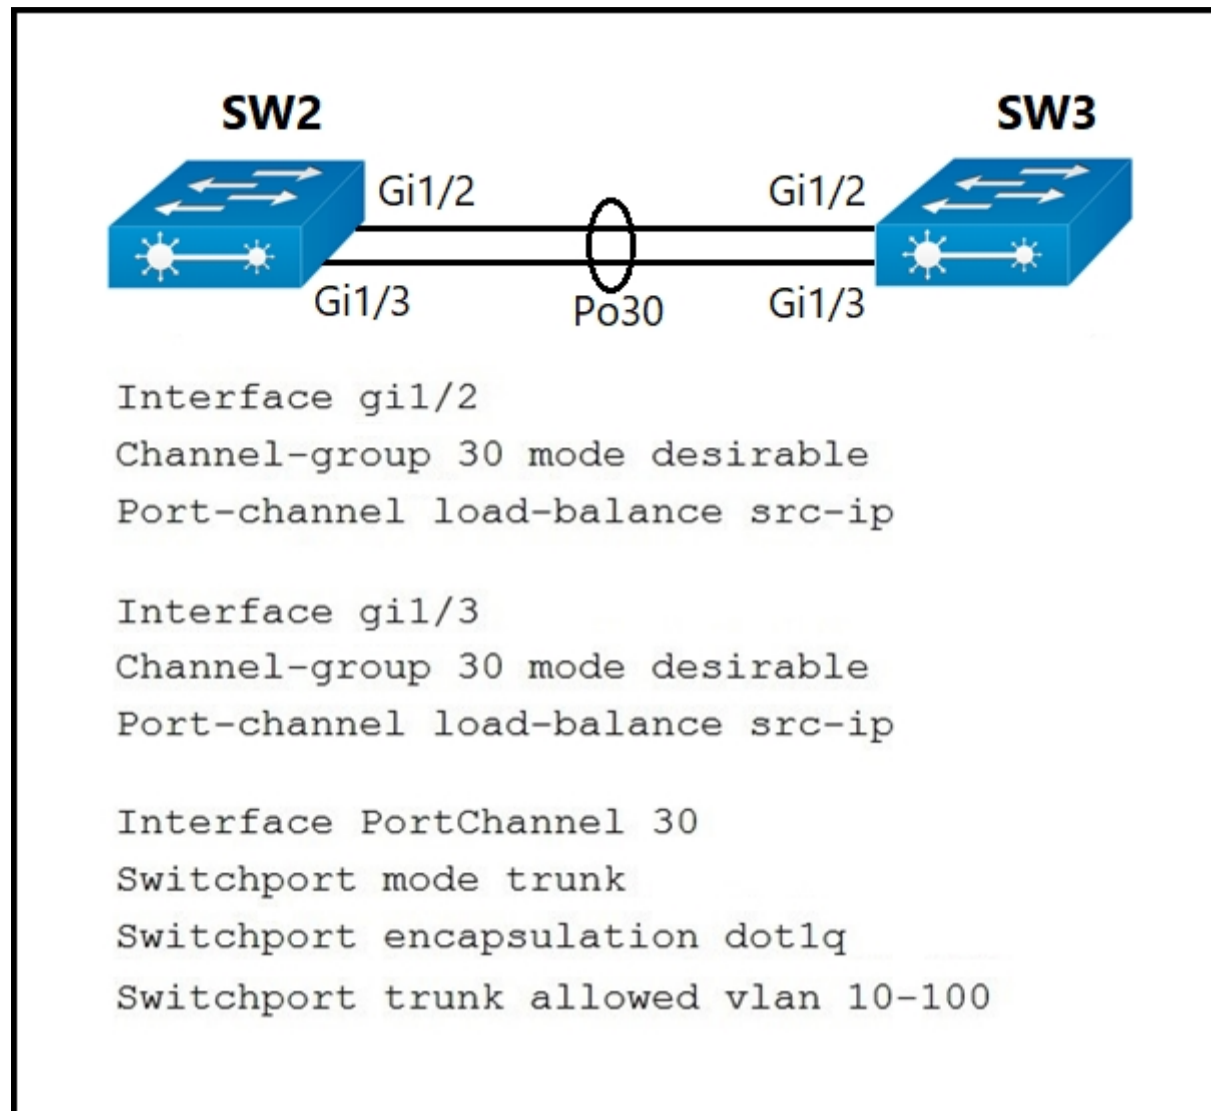 SW2
SW3
Gi1/2
Gi1/2
Gi1/3
Po30
Gi1/3
Interface gi1/2
Channel-group 30 mode desirable
Port-channel load-balance src-ip
Interface gi1/3
Channel-group 30 mode desirable
Port-channel load-balance src-ip
Interface PortChannel 30
Switchport mode trunk
Switchport encapsulation dot1q
Switchport trunk allowed vlan 10-100